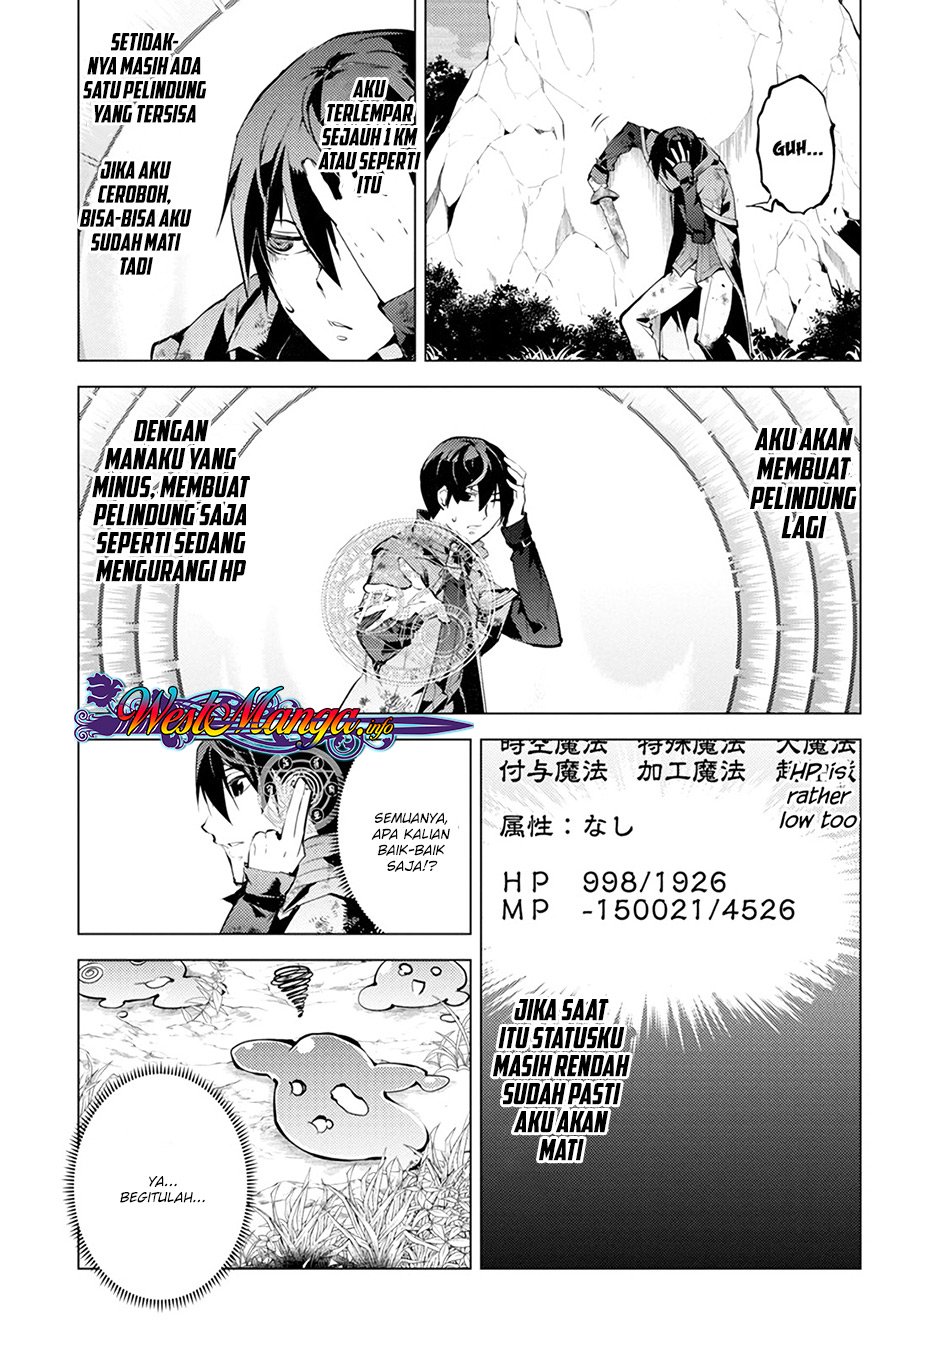 GUH...
AKU
TERLEMPAR
SEJAUH 1 KM
ATAU SEPERTI
ITU
SETIDAK-
NYA MASIH ADA
SATU PELINDUNG
YANG TERSISA
JIKA AKU
CEROBOH,
BISA-BISA AKU
SUDAH MATI
TADI
AKU AKAN
MEMBUAT
PELINDUNG
LAGI
DENGAN
MANAKU YANG
MINUS, MEMBUAT
PELINDUNG SAJA
SEPERTI SEDANG
MENGURANGI HP
WestManga.info
時空魔法 特殊魔法 大魔法
付与魔法 加工魔法
HP is
rather
low too
属性：なし
HP 998/1926
MP -150021/4526
JIKA SAAT
ITU STATUSKU
MASIH RENDAH
SUDAH PASTI
AKU AKAN
MATI
SEMUANYA,
APA KALIAN
BAIK-BAIK
SAJA!?
YA...
BEGITULAH...